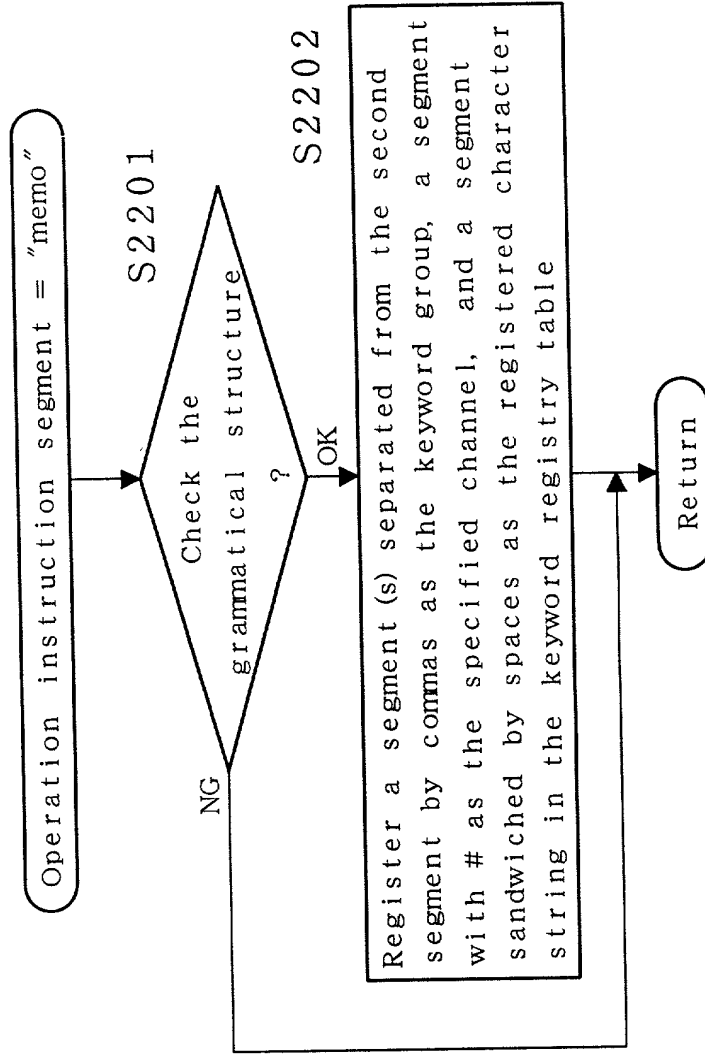 Operation instruction segment = "memo"
S2201
Check the
grammatical structure
?
NG
OK
S2202
Register a segment(s) separated from the second
segment by commas as the keyword group, a segment
with # as the specified channel, and a segment
sandwiched by spaces as the registered character
string in the keyword registry table
Return